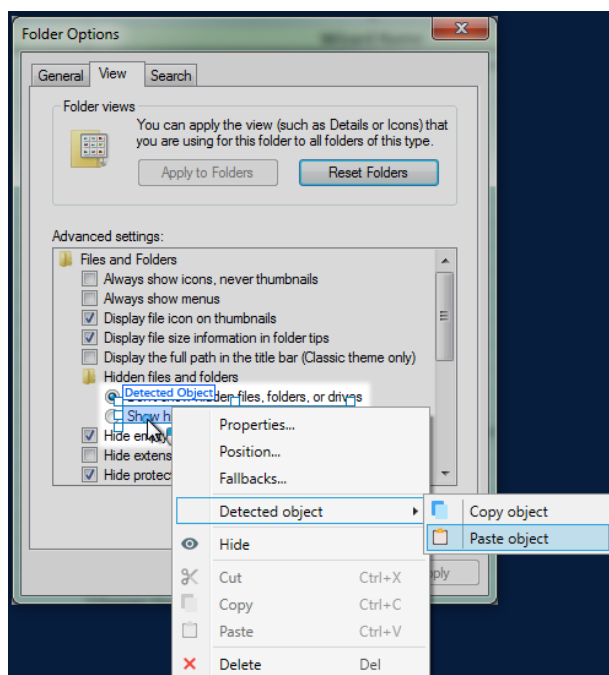 Folder Options
General View Search
Folder views
You can apply the view (such as Details or Icons) that
you are using for this folder to all folders of this type.
Apply to Folders Reset Folders
Advanced settings:
Files and Folders
Always show icons, never thumbnails
Always show menus
Display file icon on thumbnails
Display file size information in folder tips
Display the full path in the title bar (Classic theme only)
Hidden files and folders
Detected Object
files, folders, or drives
Show h
Hide
Hide extens
Hide protec
Properties...
Position...
Fallbacks...
Detected object
Copy object
Paste object
Hide
Cut Ctrl+X
Copy Ctrl+C
Paste Ctrl+V
Delete Del